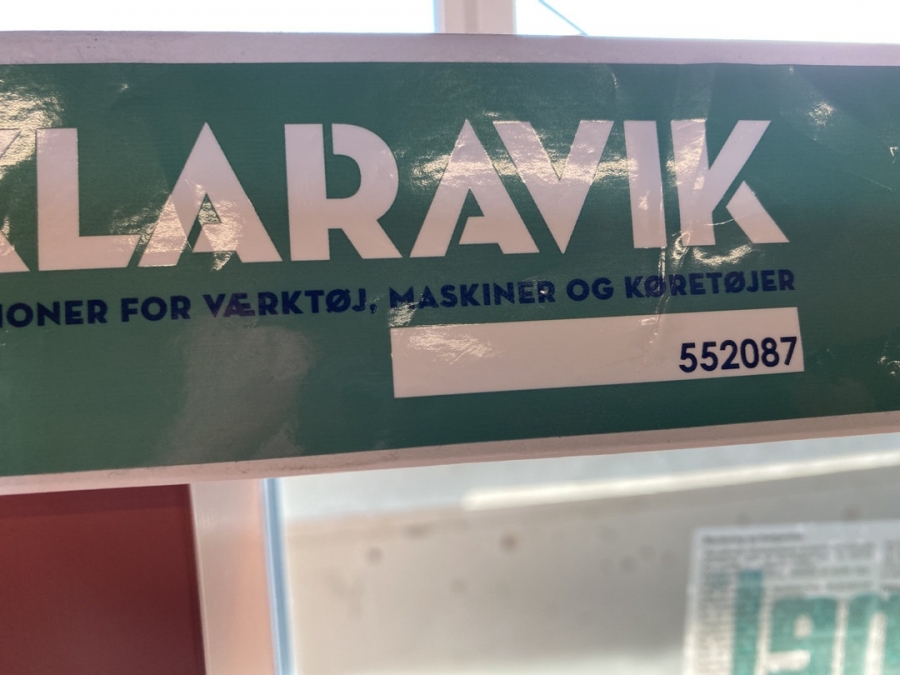 KLARAVIK
IONER FOR VÆRKTØJ, MASKINER OG KØRETØJER
552087